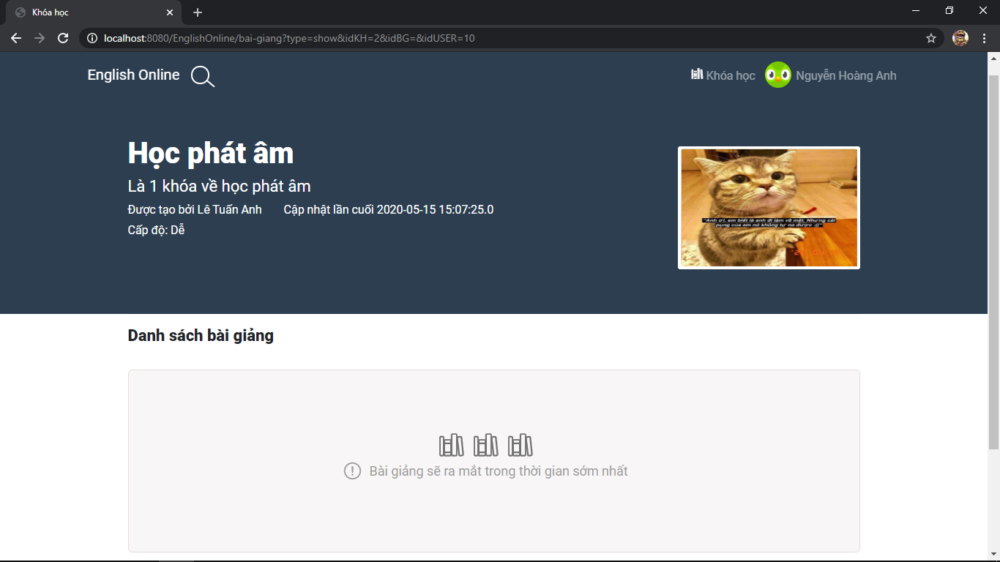 Khóa học
localhost:8080/EnglishOnline/bai-giang?type=show&idKH=2&idBG=&idUSER=10
English Online
Khóa học
Nguyễn Hoàng Anh
Học phát âm
Là 1 khóa về học phát âm
Được tạo bởi Lê Tuấn Anh Cập nhật lần cuối 2020-05-15 15:07:25.0
Cấp độ: Dễ
"Anh ơi, em biết là anh đi làm về mệt. Nhưng cái
bụng của em nó không tự no được :(("
Danh sách bài giảng
Bài giảng sẽ ra mắt trong thời gian sớm nhất